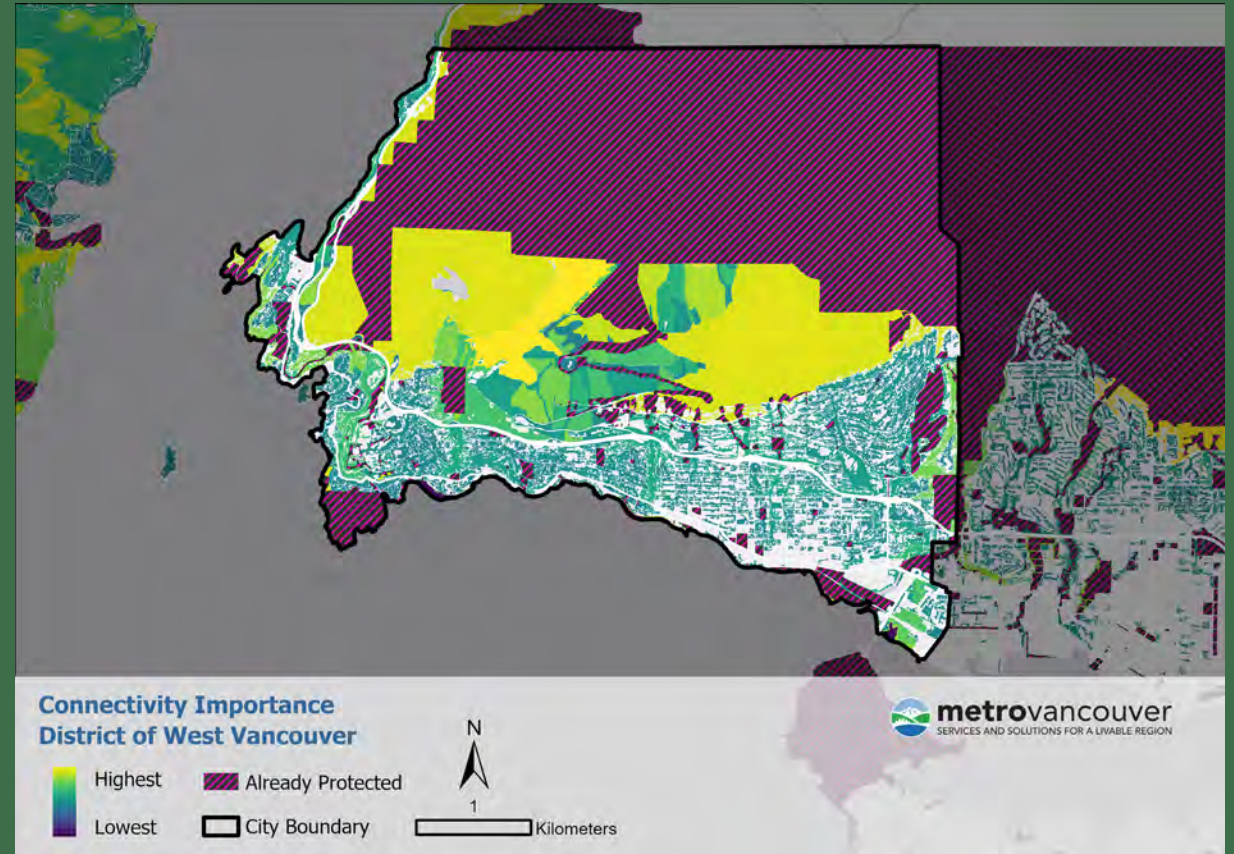 Connectivity Importance
District of West Vancouver
Highest
Lowest
Already Protected
City Boundary
N
1
Kilometers
metrovancouver
SERVICES AND SOLUTIONS FOR A LIVABLE REGION